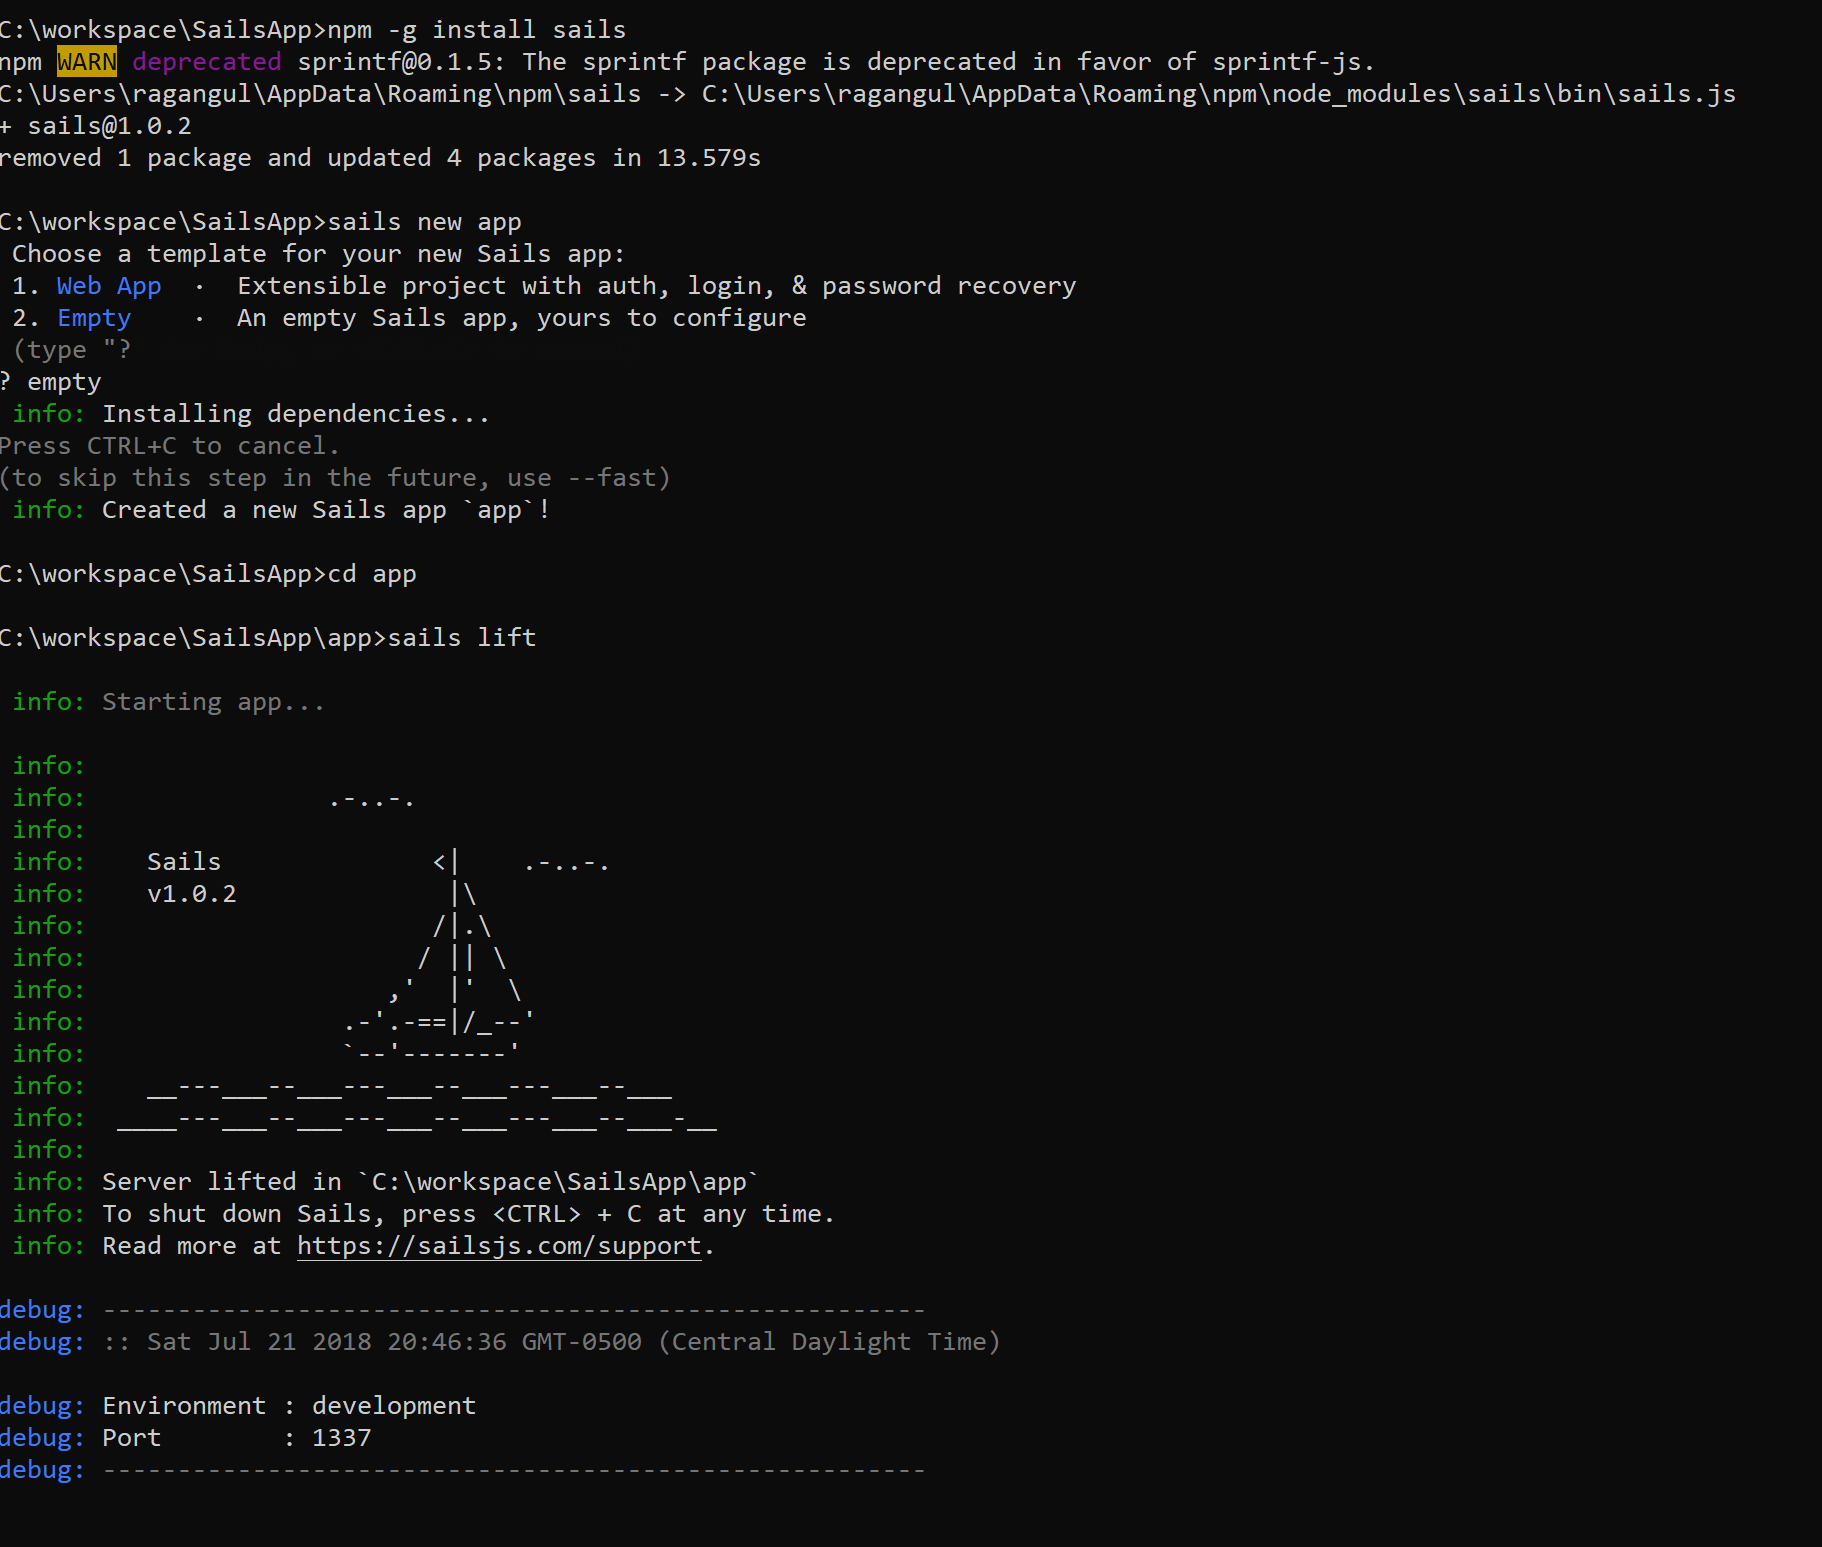 C:\workspace\SailsApp>npm -g install sails
npm WARN deprecated sprintf@0.1.5: The sprintf package is deprecated in favor of sprintf-js.
C:\Users\ragangul\AppData\Roaming\npm\sails -> C:\Users\ragangul\AppData\Roaming\npm\node_modules\sails\bin\sails.js
+ sails@1.0.2
removed 1 package and updated 4 packages in 13.579s

C:\workspace\SailsApp>sails new app
 Choose a template for your new Sails app:
 1. Web App  ·  Extensible project with auth, login, & password recovery
 2. Empty    ·  An empty Sails app, yours to configure
 (type "?
? empty
 info: Installing dependencies...
Press CTRL+C to cancel.
(to skip this step in the future, use --fast)
 info: Created a new Sails app `app`!

C:\workspace\SailsApp>cd app

C:\workspace\SailsApp\app>sails lift

 info: Starting app...

 info:
 info:                .-..-.
 info:
 info:    Sails              <|    .-..-.
 info:    v1.0.2              |\
 info:                       /|.\
 info:                      / || \
 info:                    ,'  |'  \
 info:                 .-'.-==|/_--'
 info:                 `--'-------'
 info:    __---___--___---___--___---___--___
 info:  ____---___--___---___--___---___--___-__
 info:
 info: Server lifted in `C:\workspace\SailsApp\app`
 info: To shut down Sails, press <CTRL> + C at any time.
 info: Read more at https://sailsjs.com/support.

debug: -------------------------------------------------------
debug: :: Sat Jul 21 2018 20:46:36 GMT-0500 (Central Daylight Time)

debug: Environment : development
debug: Port        : 1337
debug: -------------------------------------------------------